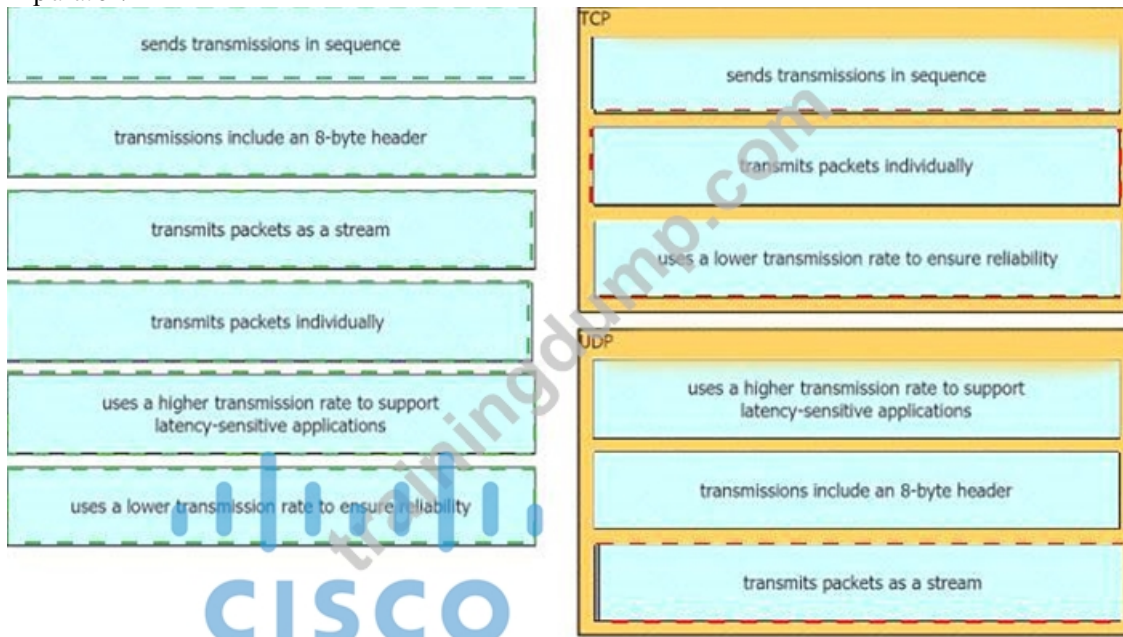 sends transmissions in sequence
transmissions include an 8-byte header
transmits packets as a stream
transmits packets individually
uses a higher transmission rate to support
latency-sensitive applications
uses a lower transmission rate to ensure reliability
CISCO
TCP
sends transmissions in sequence
transmits packets individually
uses a lower transmission rate to ensure reliability
UDP
uses a higher transmission rate to support
latency-sensitive applications
transmissions include an 8-byte header
transmits packets as a stream
trainingdump.com